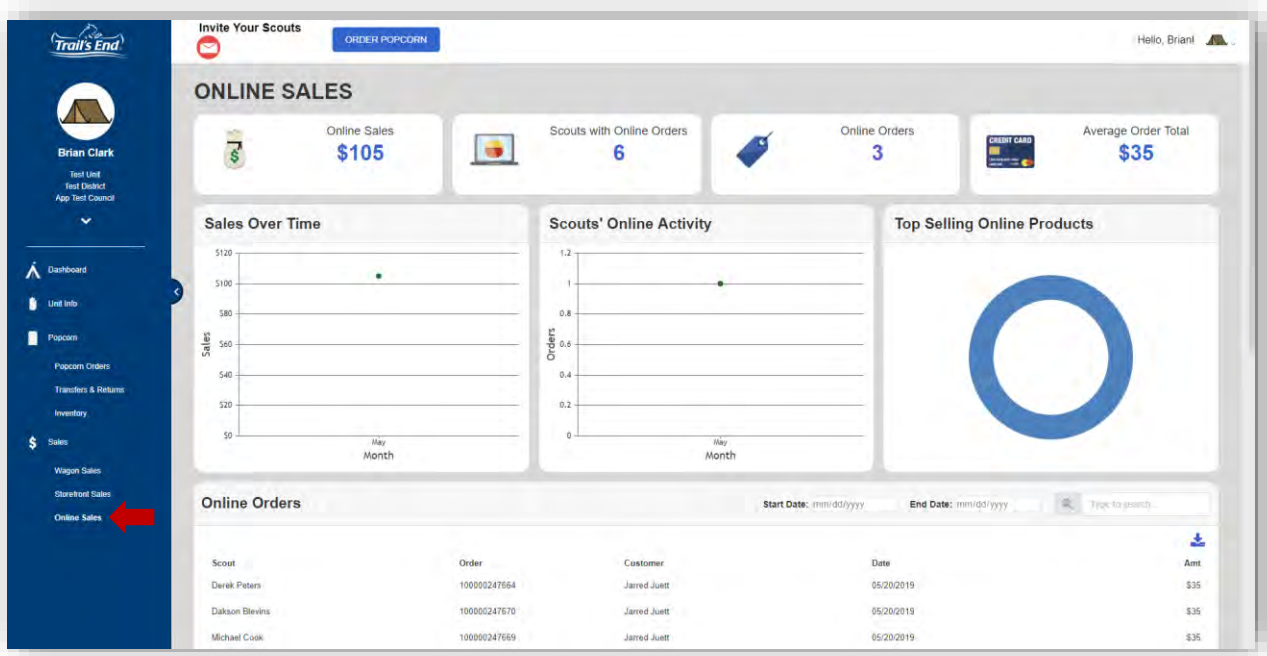 Trail's End
Brian Clark
Test Unit
Test District
App Test Council
Dashboard
Unit Info
Popcorn
Popcorn Orders
Transfers & Returns
Inventory
$ Sales
Wagon Sales
Storefront Sales
Online Sales
Invite Your Scouts
ORDER POPCORN
Hello, Brian!
ONLINE SALES
$
Online Sales
$105
Scouts with Online Orders
6
Online Orders
3
CREDIT CARD
Average Order Total
$35
Sales Over Time
$120
$100
$80
$60
$40
$20
$0
Sales
May
Month
Scouts' Online Activity
1.2
1
0.8
0.6
0.4
0.2
0
Orders
May
Month
Top Selling Online Products
Online Orders
Start Date: mm/dd/yyyy
End Date: mm/dd/yyyy
Type to search...
Scout Order Customer Date Amt
Derek Peters 100000247664 Jarred Juett 05/20/2019 $35
Dakson Blevins 100000247670 Jarred Juett 05/20/2019 $35
Michael Cook 100000247669 Jarred Juett 05/20/2019 $35